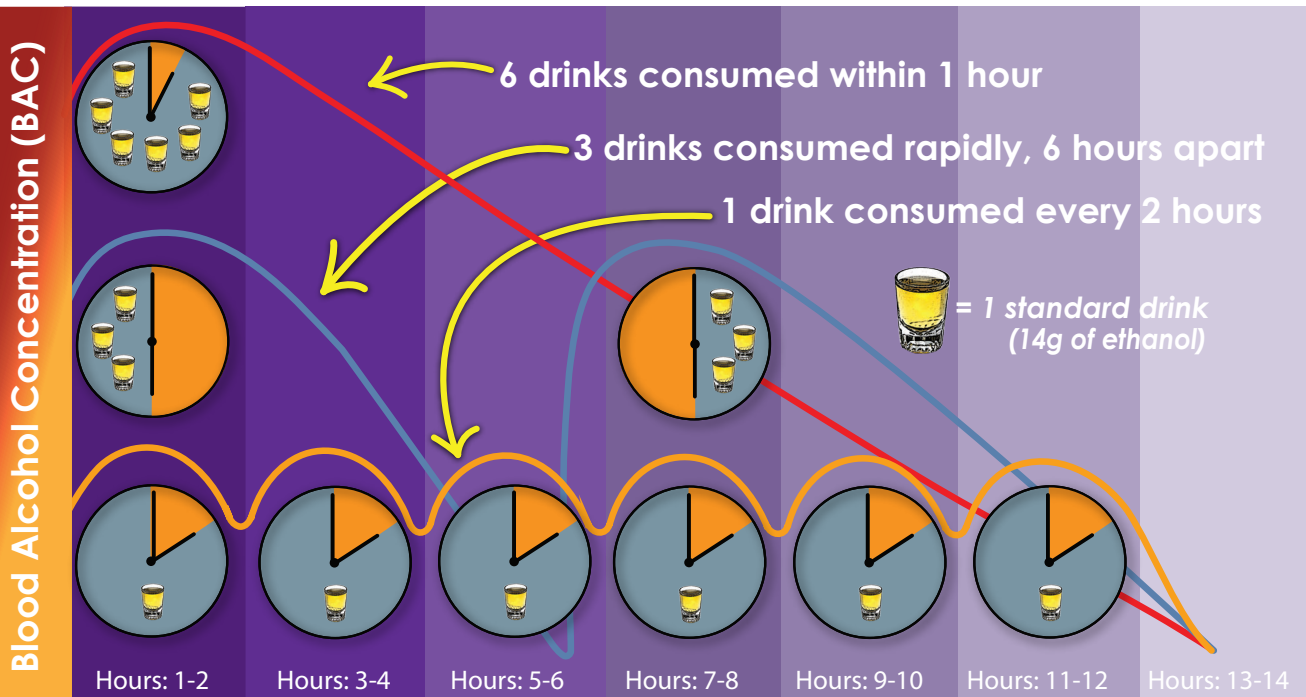 Blood Alcohol Concentration (BAC)
6 drinks consumed within 1 hour
3 drinks consumed rapidly, 6 hours apart
1 drink consumed every 2 hours
= 1 standard drink
(14g of ethanol)
Hours: 1-2
Hours: 3-4
Hours: 5-6
Hours: 7-8
Hours: 9-10
Hours: 11-12
Hours: 13-14